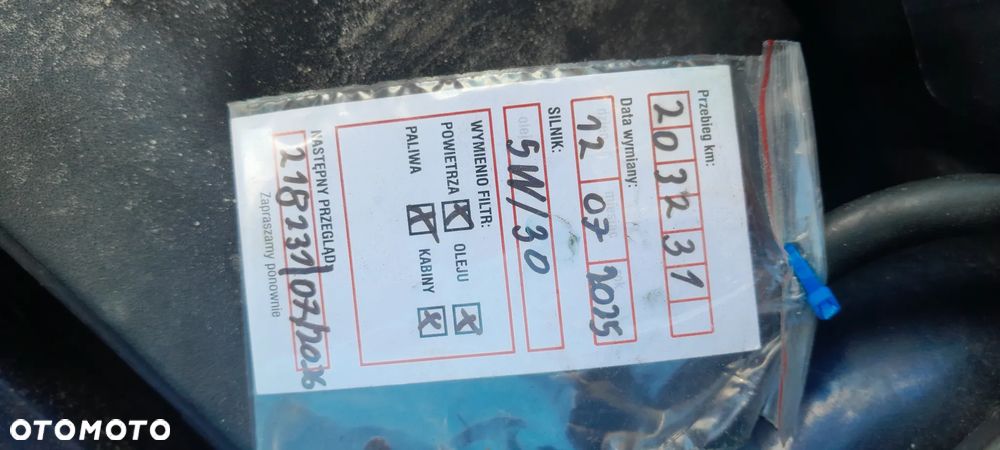 Przebieg km:
203231
Data wymiany:
12 07 2025
SILNIK:
5W/30
WYMIENIO FILTR:
POWIETRZA OLEJU
PALIWA KABINY
NASTĘPNY PRZEGLĄD
218231/07/2026
Zapraszamy ponownie
OTOMOTO